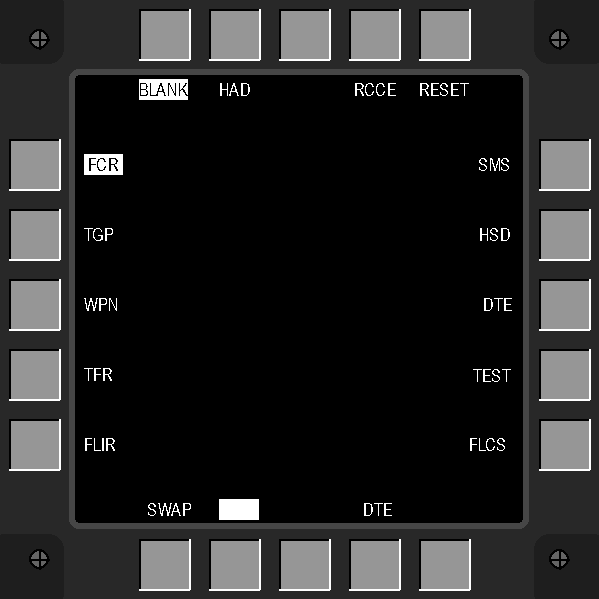 BLANK HAD RCCE RESET
FCR SMS
TGP HSD
WPN DTE
TFR TEST
FLIR FLCS
SWAP DTE